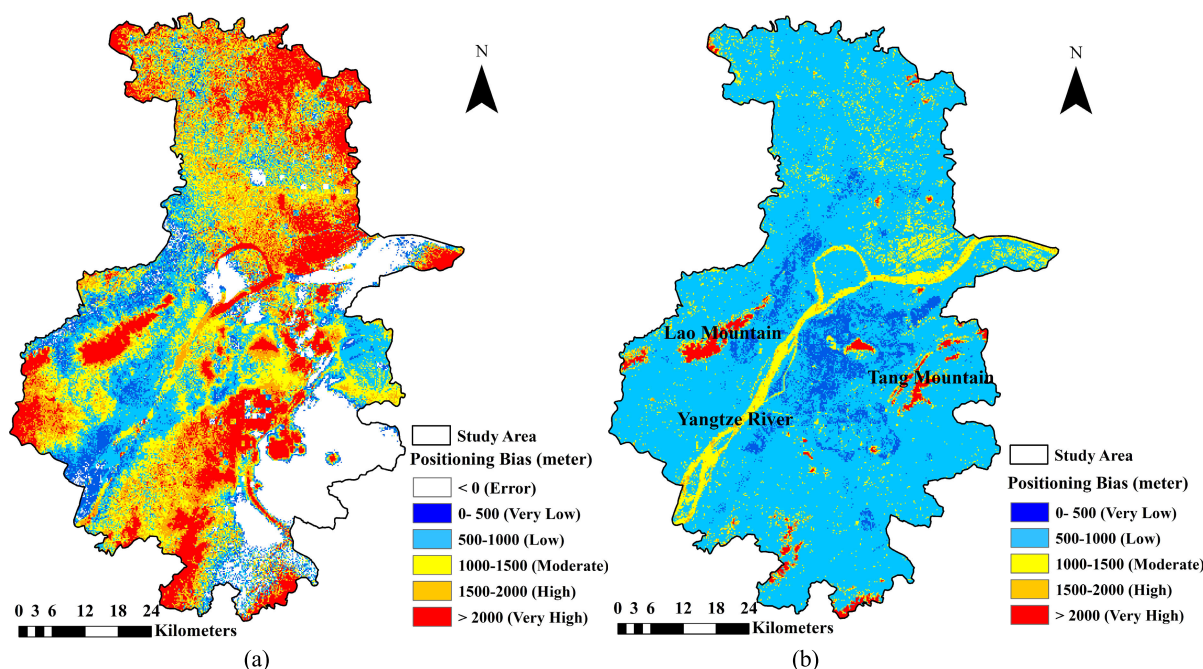 N
Study Area
Positioning Bias (meter)
< 0 (Error)
0- 500 (Very Low)
500-1000 (Low)
1000-1500 (Moderate)
1500-2000 (High)
> 2000 (Very High)
0 3 6 12 18 24
Kilometers
(a)
N
Lao Mountain
Tang Mountain
Yangtze River
Study Area
Positioning Bias (meter)
0- 500 (Very Low)
500-1000 (Low)
1000-1500 (Moderate)
1500-2000 (High)
> 2000 (Very High)
0 3 6 12 18 24
Kilometers
(b)